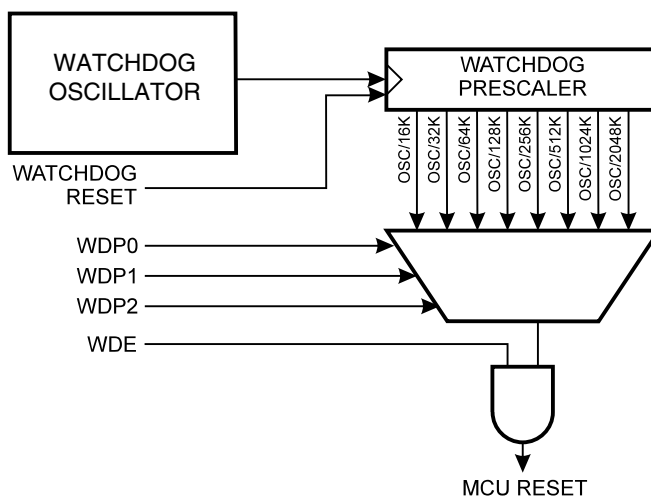 WATCHDOG
OSCILLATOR
WATCHDOG
PRESCALER
WATCHDOG
RESET
OSC/16K
OSC/32K
OSC/64K
OSC/128K
OSC/256K
OSC/512K
OSC/1024K
OSC/2048K
WDP0
WDP1
WDP2
WDE
MCU RESET